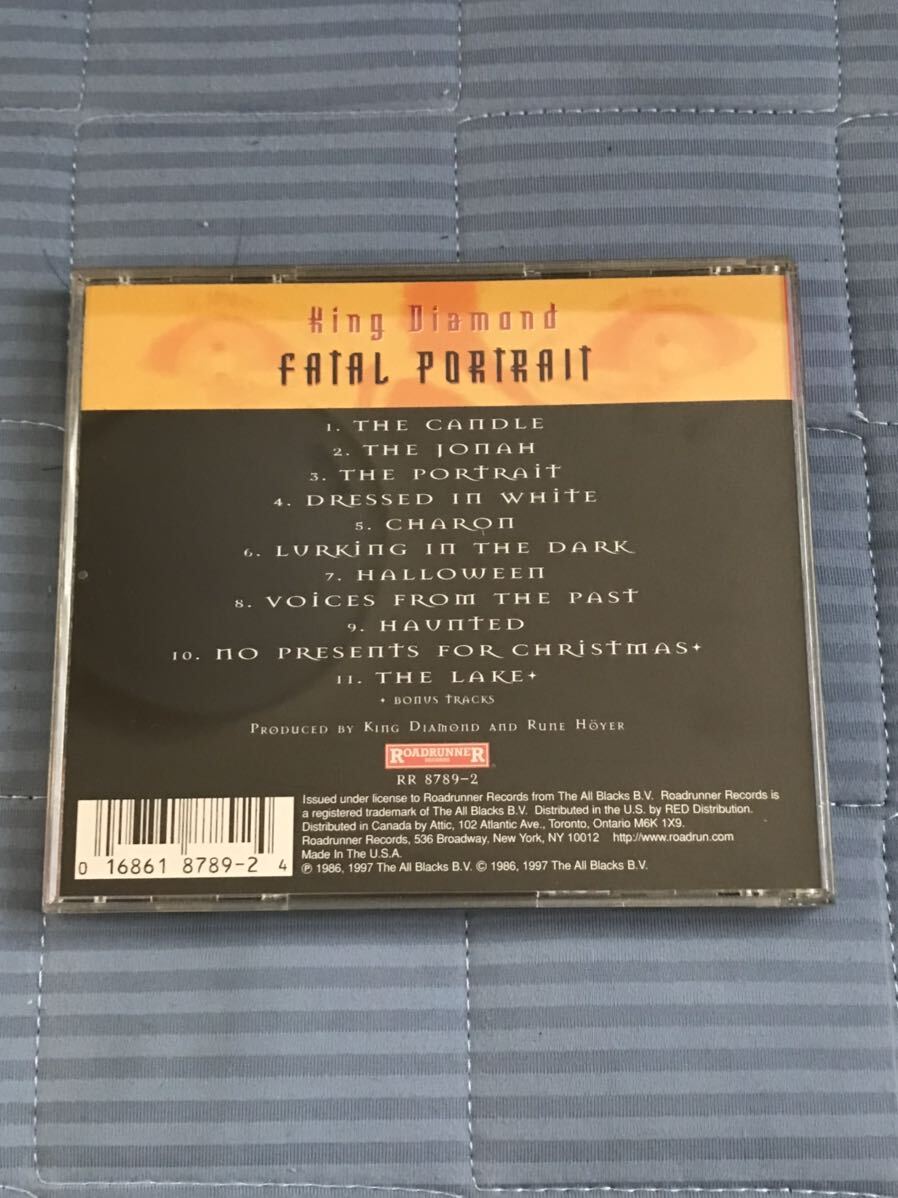 King Diamond
FATAL PORTRAIT
1. THE CANDLE
2. THE JONAH
3. THE PORTRAIT
4. DRESSED IN WHITE
5. CHARON
6. LURKING IN THE DARK
7. HALLOWEEN
8. VOICES FROM THE PAST
9. HAUNTED
10. NO PRESENTS FOR CHRISTMAS+
11. THE LAKE+
+ BONUS TRACKS
PRODUCED BY KING DIAMOND AND RUNE HÖYER
ROADRUNNER
RECORDS
RR 8789-2
Issued under license to Roadrunner Records from The All Blacks B.V. Roadrunner Records is
a registered trademark of The All Blacks B.V. Distributed in the U.S. by RED Distribution.
Distributed in Canada by Attic, 102 Atlantic Ave., Toronto, Ontario M6K 1X9.
Roadrunner Records, 536 Broadway, New York, NY 10012 http://www.roadrun.com
Made In The U.S.A.
℗ 1986, 1997 The All Blacks B.V. © 1986, 1997 The All Blacks B.V.
0 16861 8789-2 4